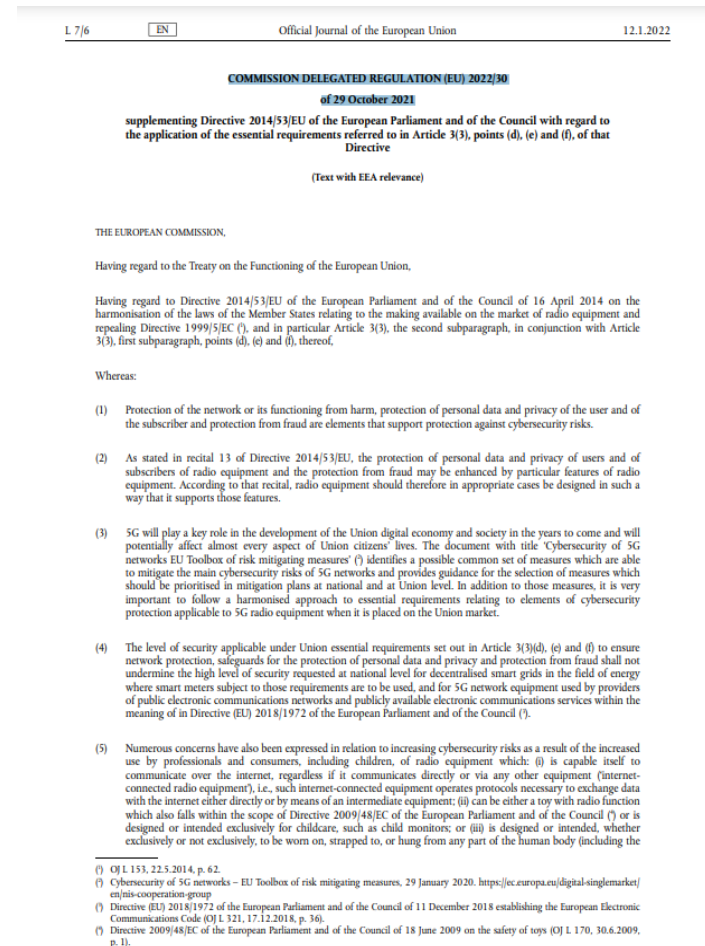 L 7/6 EN Official Journal of the European Union 12.1.2022
COMMISSION DELEGATED REGULATION (EU) 2022/30
of 29 October 2021
supplementing Directive 2014/53/EU of the European Parliament and of the Council with regard to
the application of the essential requirements referred to in Article 3(3), points (d), (e) and (f), of that
Directive
(Text with EEA relevance)
THE EUROPEAN COMMISSION,
Having regard to the Treaty on the Functioning of the European Union,
Having regard to Directive 2014/53/EU of the European Parliament and of the Council of 16 April 2014 on the
harmonisation of the laws of the Member States relating to the making available on the market of radio equipment and
repealing Directive 1999/5/EC (¹), and in particular Article 3(3), the second subparagraph, in conjunction with Article
3(3), first subparagraph, points (d), (e) and (f), thereof,
Whereas:
(1) Protection of the network or its functioning from harm, protection of personal data and privacy of the user and of
the subscriber and protection from fraud are elements that support protection against cybersecurity risks.
(2) As stated in recital 13 of Directive 2014/53/EU, the protection of personal data and privacy of users and of
subscribers of radio equipment and the protection from fraud may be enhanced by particular features of radio
equipment. According to that recital, radio equipment should therefore in appropriate cases be designed in such a
way that it supports those features.
(3) 5G will play a key role in the development of the Union digital economy and society in the years to come and will
potentially affect almost every aspect of Union citizens' lives. The document with title 'Cybersecurity of 5G
networks EU Toolbox of risk mitigating measures' (²) identifies a possible common set of measures which are able
to mitigate the main cybersecurity risks of 5G networks and provides guidance for the selection of measures which
should be prioritised in mitigation plans at national and at Union level. In addition to those measures, it is very
important to follow a harmonised approach to essential requirements relating to elements of cybersecurity
protection applicable to 5G radio equipment when it is placed on the Union market.
(4) The level of security applicable under Union essential requirements set out in Article 3(3)(d), (e) and (f) to ensure
network protection, safeguards for the protection of personal data and privacy and protection from fraud shall not
undermine the high level of security requested at national level for decentralised smart grids in the field of energy
where smart meters subject to those requirements are to be used, and for 5G network equipment used by providers
of public electronic communications networks and publicly available electronic communications services within the
meaning of in Directive (EU) 2018/1972 of the European Parliament and of the Council (³).
(5) Numerous concerns have also been expressed in relation to increasing cybersecurity risks as a result of the increased
use by professionals and consumers, including children, of radio equipment which: (i) is capable itself to
communicate over the internet, regardless if it communicates directly or via any other equipment ('internet-
connected radio equipment'), i.e., such internet-connected equipment operates protocols necessary to exchange data
with the internet either directly or by means of an intermediate equipment; (ii) can be either a toy with radio function
which also falls within the scope of Directive 2009/48/EC of the European Parliament and of the Council (⁴) or is
designed or intended exclusively for childcare, such as child monitors; or (iii) is designed or intended, whether
exclusively or not exclusively, to be worn on, strapped to, or hung from any part of the human body (including the
(¹) OJ L 153, 22.5.2014, p. 62.
(²) Cybersecurity of 5G networks – EU Toolbox of risk mitigating measures, 29 January 2020. https://ec.europa.eu/digital-singlemarket/
en/nis-cooperation-group
(³) Directive (EU) 2018/1972 of the European Parliament and of the Council of 11 December 2018 establishing the European Electronic
Communications Code (OJ L 321, 17.12.2018, p. 36).
(⁴) Directive 2009/48/EC of the European Parliament and of the Council of 18 June 2009 on the safety of toys (OJ L 170, 30.6.2009,
p. 1).